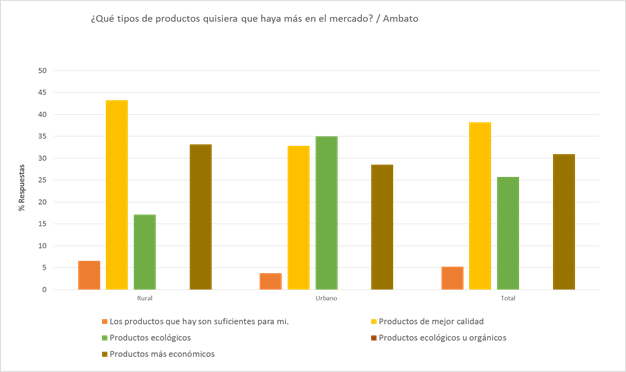 ¿Qué tipos de productos quisiera que haya más en el mercado? / Ambato
50
45
40
35
30
25
20
15
10
5
0
% Respuestas
Rural Urbano Total
Los productos que hay son suficientes para mi. Productos de mejor calidad
Productos ecológicos Productos ecológicos u orgánicos
Productos más económicos